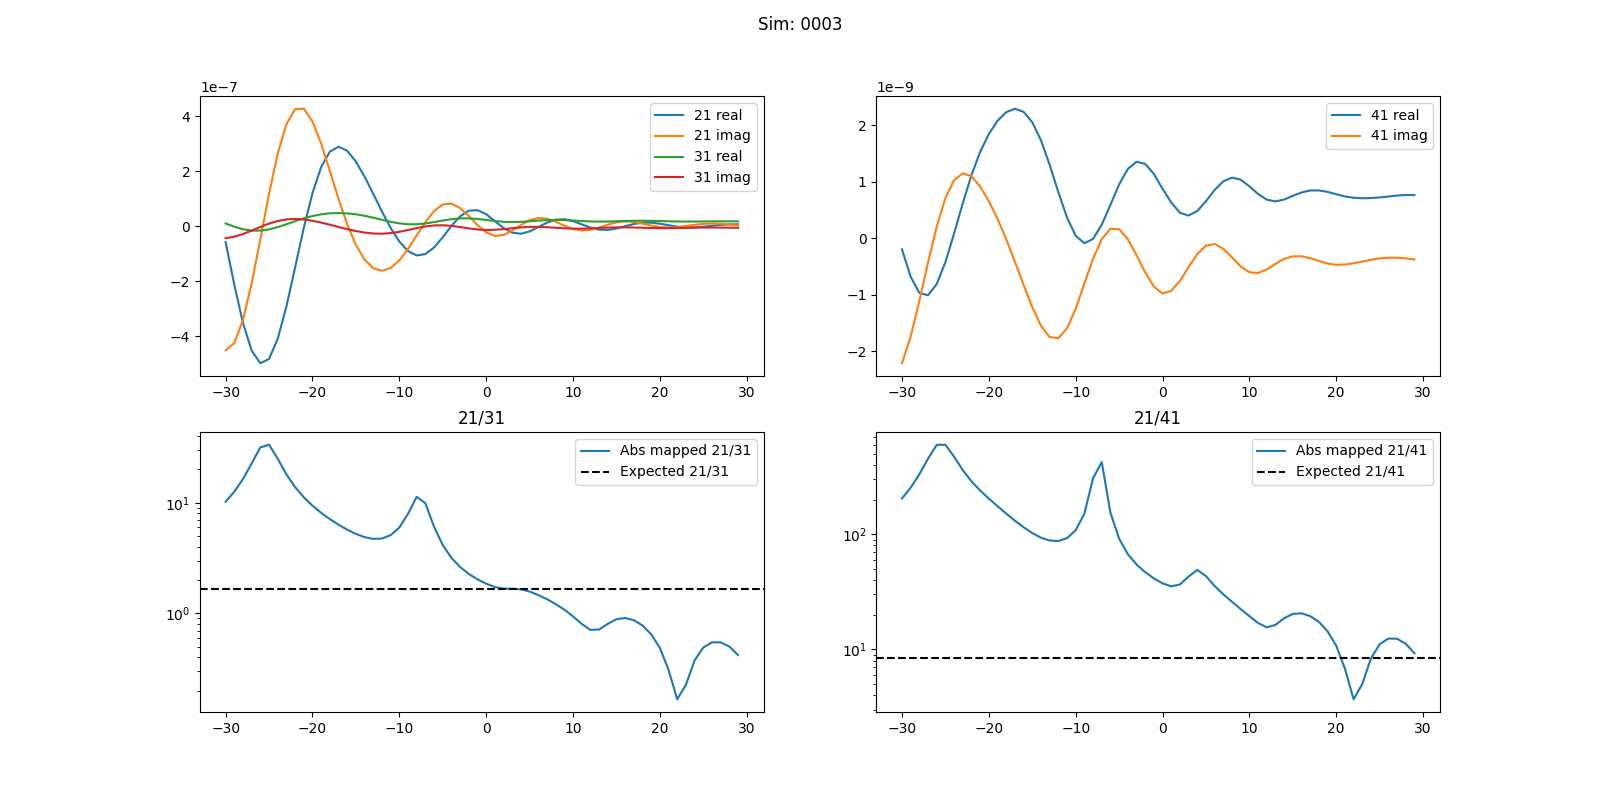 Sim: 0003
1e−7
4
2
0
−2
−4
−30 −20 −10 0 10 20 30
21 real
21 imag
31 real
31 imag
1e−9
2
1
0
−1
−2
−30 −20 −10 0 10 20 30
41 real
41 imag
21/31
10¹
10⁰
−30 −20 −10 0 10 20 30
Abs mapped 21/31
Expected 21/31
21/41
10²
10¹
−30 −20 −10 0 10 20 30
Abs mapped 21/41
Expected 21/41